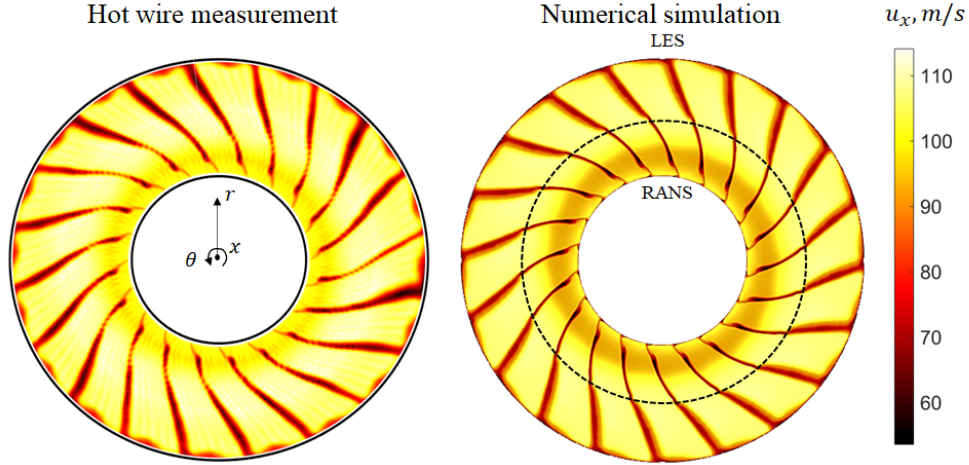 Hot wire measurement
Numerical simulation
u_x, m/s
LES
RANS
r
θ
x
110
100
90
80
70
60